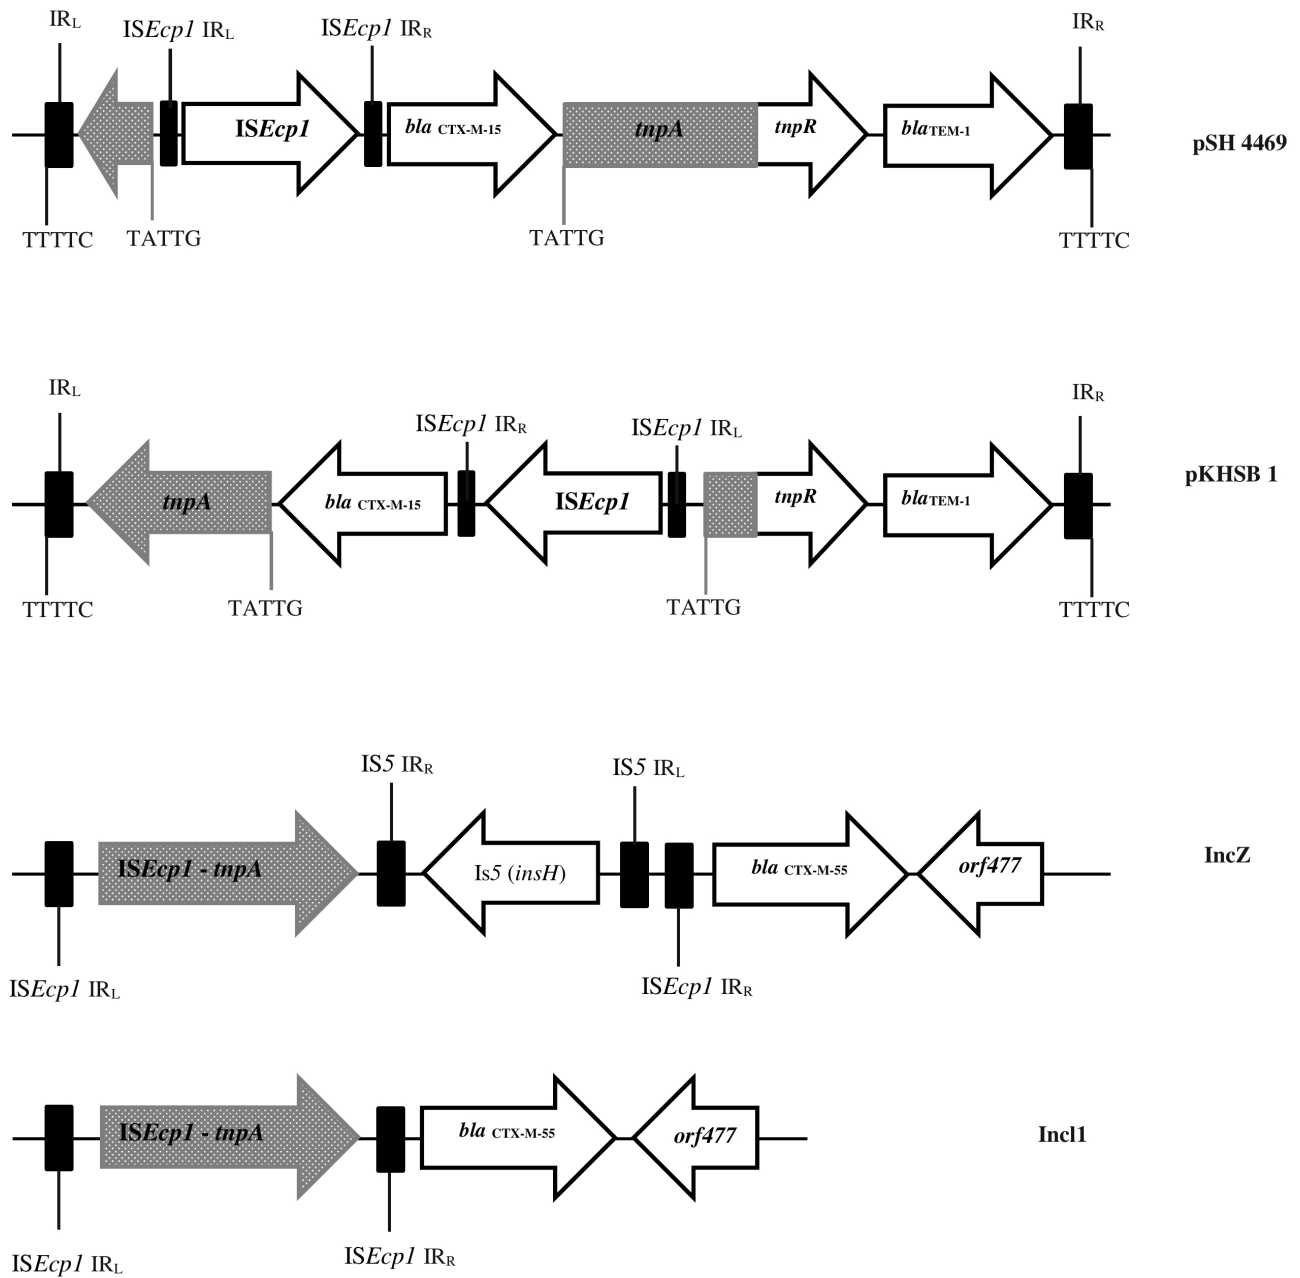 IRL
ISEcp1 IRL
ISEcp1 IRR
IRR
ISEcp1
bla CTX-M-15
tnpA
tnpR
blaTEM-1
pSH 4469
TTTTC
TATTG
TATTG
TTTTC
IRL
ISEcp1 IRR
ISEcp1 IRL
IRR
tnpA
bla CTX-M-15
ISEcp1
tnpR
blaTEM-1
pKHSB 1
TTTTC
TATTG
TATTG
TTTTC
IS5 IRR
IS5 IRL
ISEcp1 - tnpA
Is5 (insH)
bla CTX-M-55
orf477
IncZ
ISEcp1 IRL
ISEcp1 IRR
ISEcp1 - tnpA
bla CTX-M-55
orf477
Incl1
ISEcp1 IRL
ISEcp1 IRR